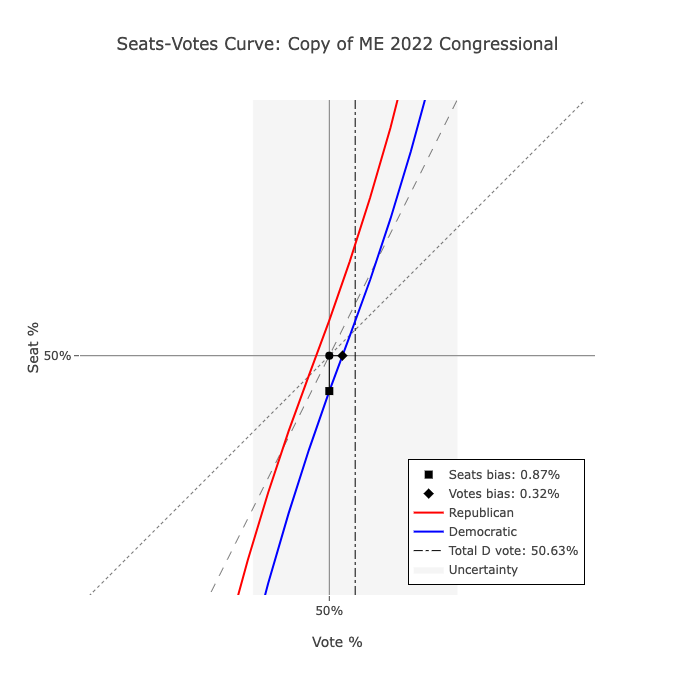 Seats-Votes Curve: Copy of ME 2022 Congressional
Seat %
50%
Seats bias: 0.87%
Votes bias: 0.32%
Republican
Democratic
Total D vote: 50.63%
Uncertainty
50%
Vote %